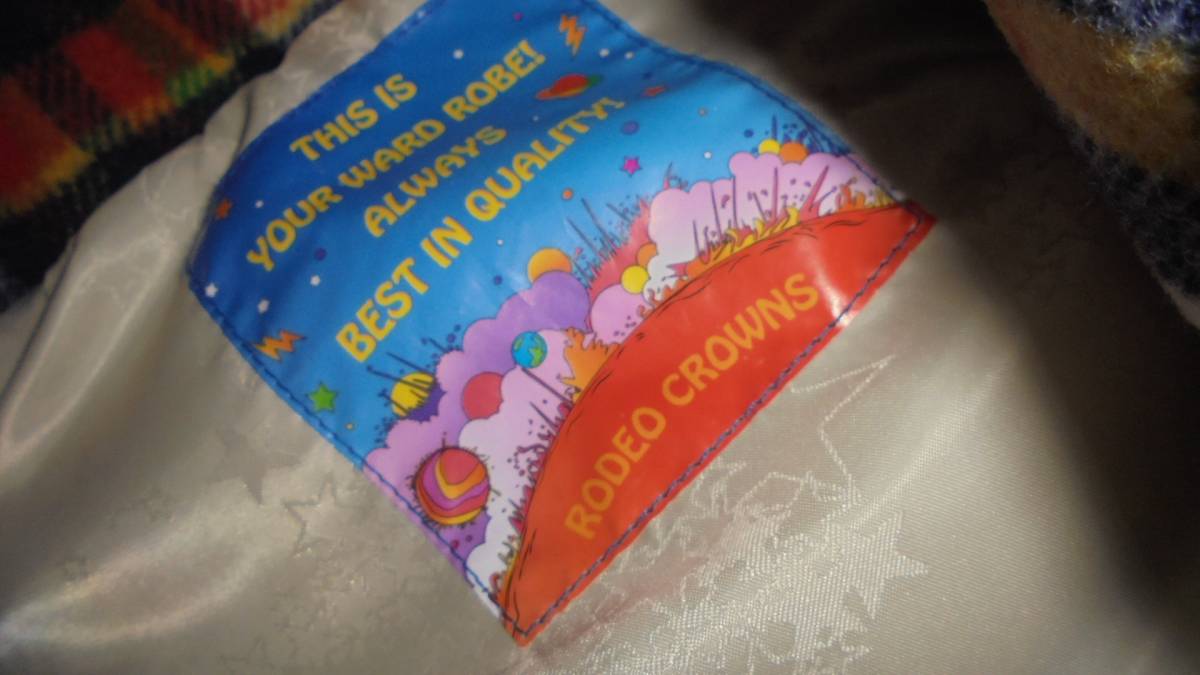 THIS IS
YOUR WARD ROBE!
ALWAYS
BEST IN QUALITY!
RODEO CROWNS